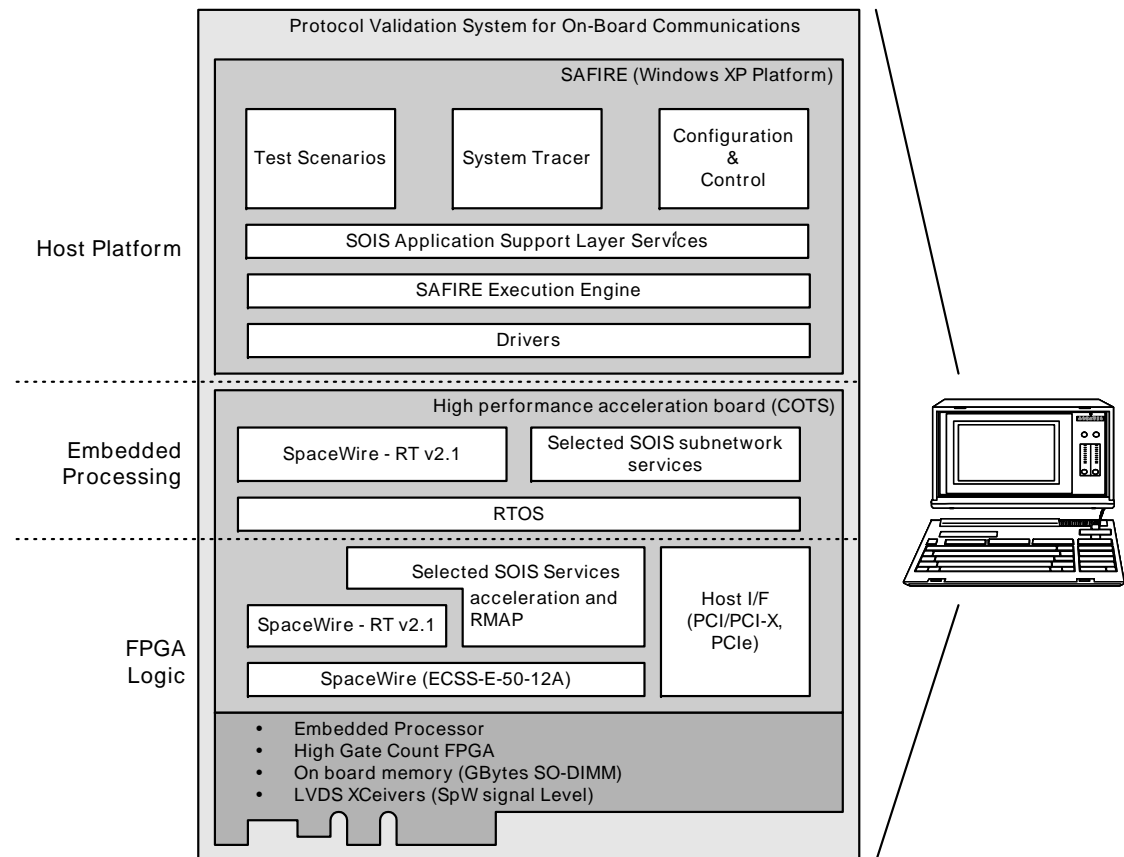 Protocol Validation System for On-Board Communications
SAFIRE (Windows XP Platform)
Test Scenarios
System Tracer
Configuration
&
Control
Host Platform
SOIS Application Support Layer Services
SAFIRE Execution Engine
Drivers
High performance acceleration board (COTS)
Embedded
Processing
SpaceWire - RT v2.1
Selected SOIS subnetwork
services
RTOS
FPGA
Logic
Selected SOIS Services
acceleration and
RMAP
SpaceWire - RT v2.1
Host I/F
(PCI/PCI-X,
PCIe)
SpaceWire (ECSS-E-50-12A)
• Embedded Processor
• High Gate Count FPGA
• On board memory (GBytes SO-DIMM)
• LVDS XCeivers (SpW signal Level)